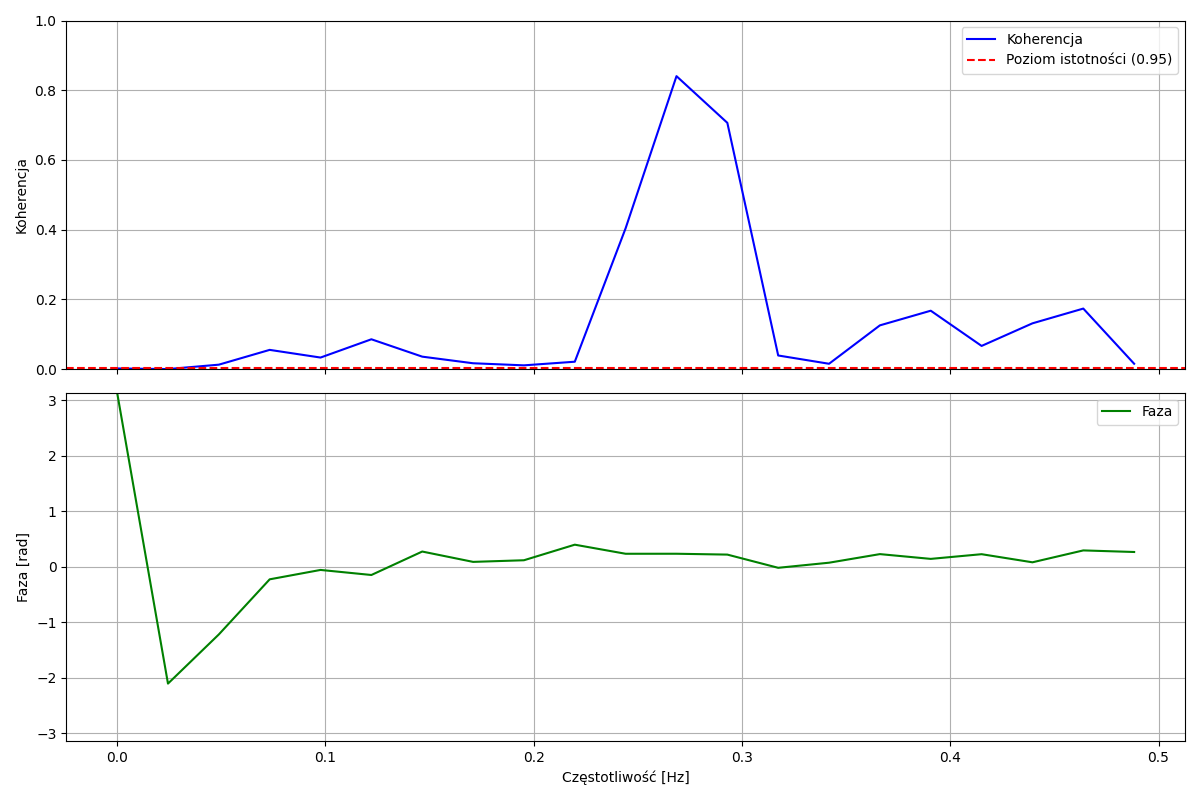 1.0
0.8
0.6
0.4
0.2
0.0
Koherencja
Koherencja
Poziom istotności (0.95)
3
2
1
0
−1
−2
−3
Faza [rad]
Faza
0.0 0.1 0.2 0.3 0.4 0.5
Częstotliwość [Hz]